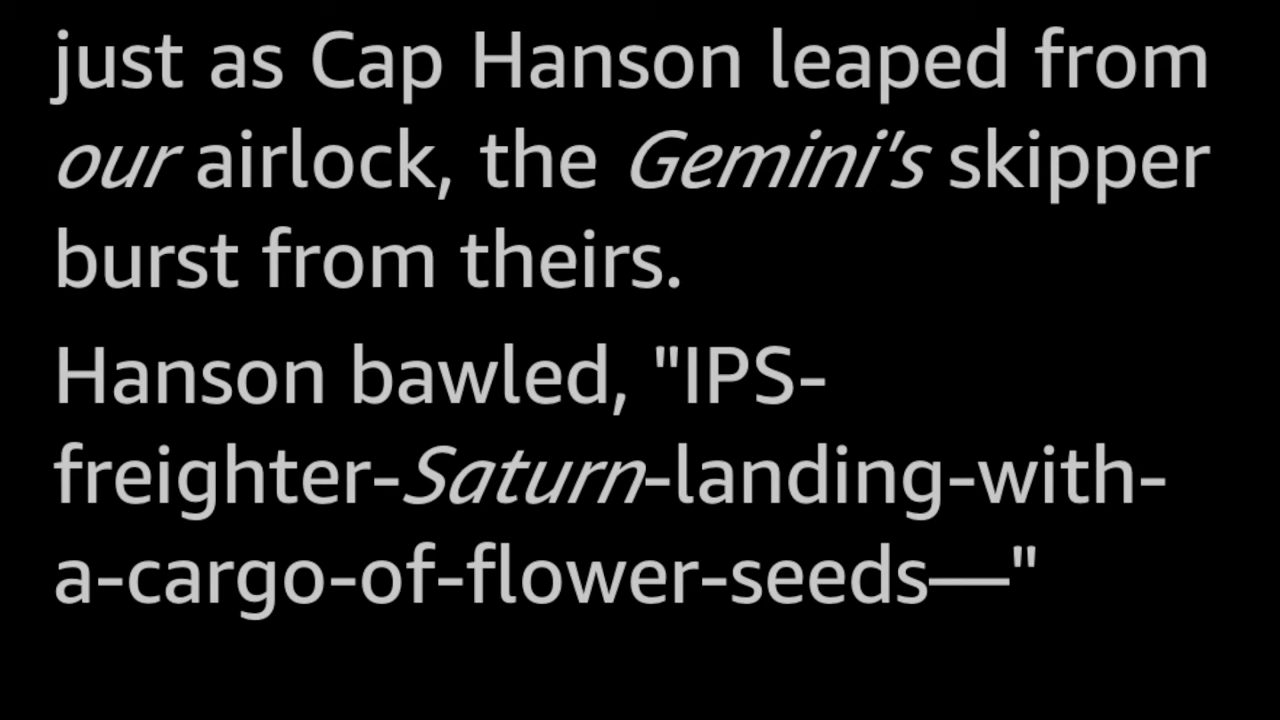 just as Cap Hanson leaped from
our airlock, the Gemini's skipper
burst from theirs.
Hanson bawled, "IPS-
freighter-Saturn-landing-with-
a-cargo-of-flower-seeds—"